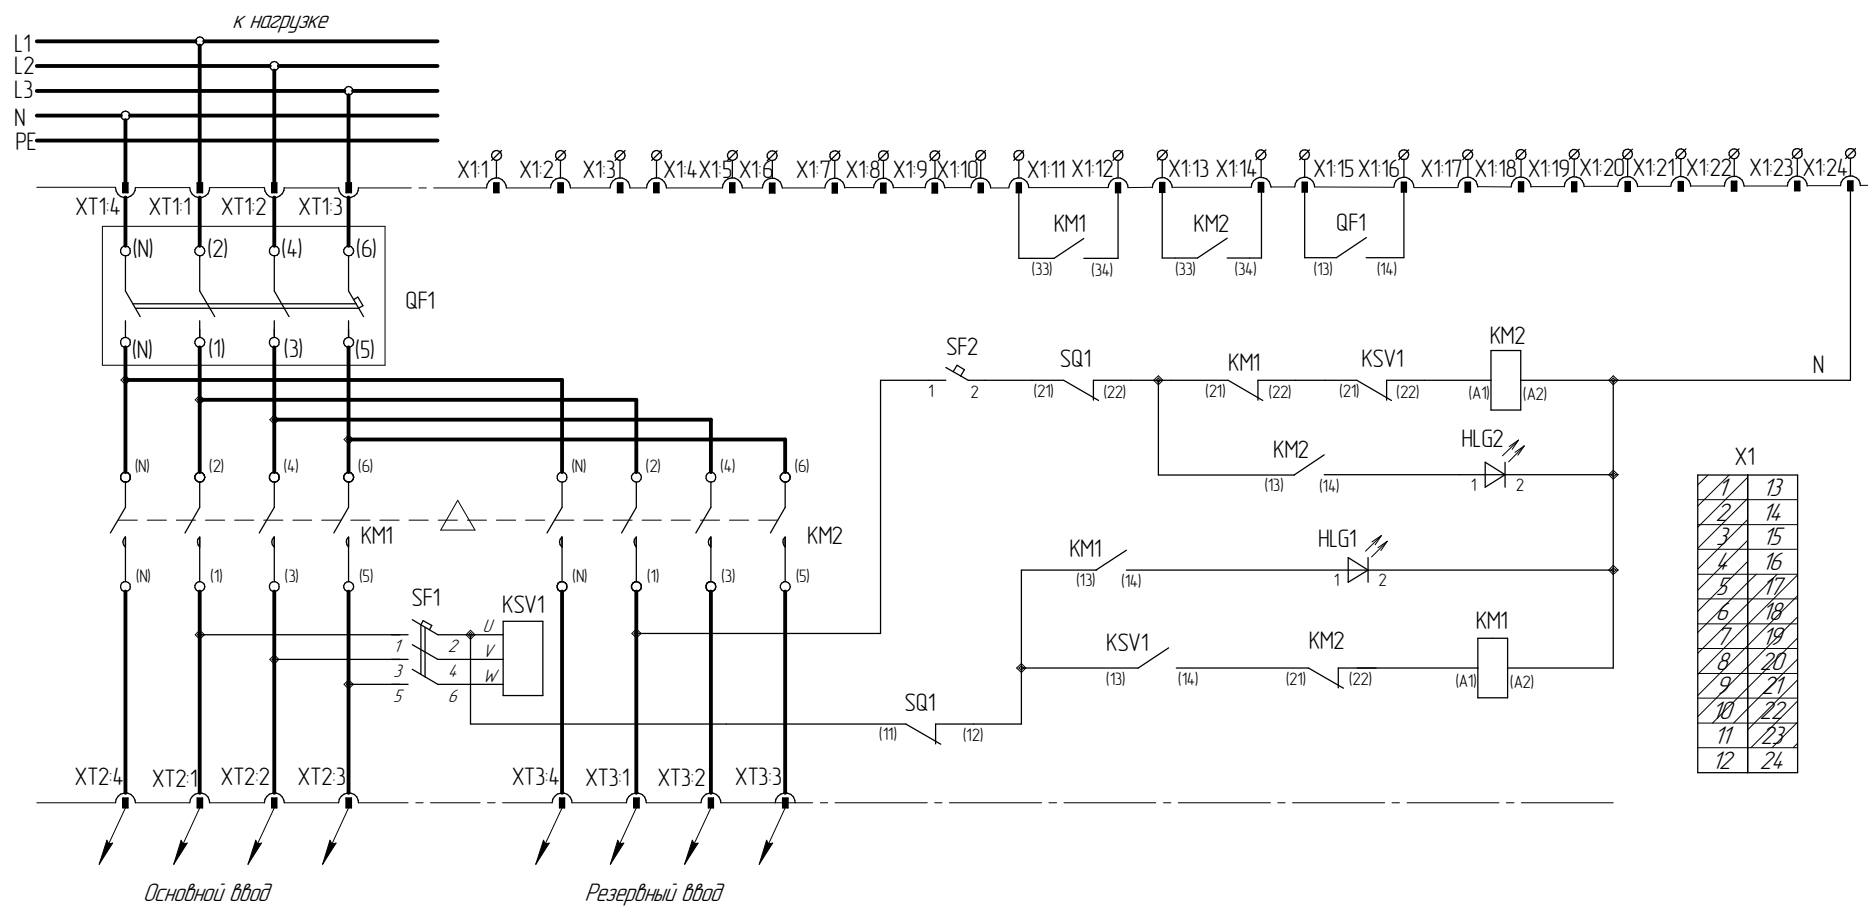 к нагрузке
L1
L2
L3
N
PE
X1:1 X1:2 X1:3 X1:4 X1:5 X1:6 X1:7 X1:8 X1:9 X1:10 X1:11 X1:12 X1:13 X1:14 X1:15 X1:16 X1:17 X1:18 X1:19 X1:20 X1:21 X1:22 X1:23 X1:24
XT1:4 XT1:1 XT1:2 XT1:3
KM1 KM2 QF1
(33) (34) (33) (34) (13) (14)
(N) (2) (4) (6)
QF1
(N) (1) (3) (5)
SF2 SQ1 KM1 KSV1 KM2 N
1 2 (21) (22) (21) (22) (21) (22) (A1) (A2)
KM2 HLG2
(13) (14) 1 2
(N) (2) (4) (6) (N) (2) (4) (6)
KM1 KM2
(N) (1) (3) (5) (N) (1) (3) (5)
KM1 HLG1
(13) (14) 1 2
SF1 KSV1
1 2 U
3 4 V
5 6 W
KSV1 KM2 KM1
(13) (14) (21) (22) (A1) (A2)
SQ1
(11) (12)
X1
1 13
2 14
3 15
4 16
5 17
6 18
7 19
8 20
9 21
10 22
11 23
12 24
XT2:4 XT2:1 XT2:2 XT2:3 XT3:4 XT3:1 XT3:2 XT3:3
Основной ввод Резервный ввод